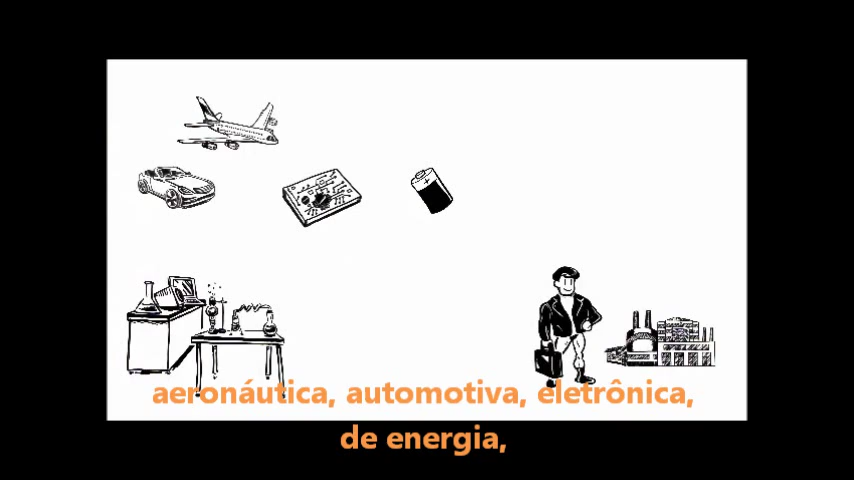 aeronáutica, automotiva, eletrônica,
de energia,